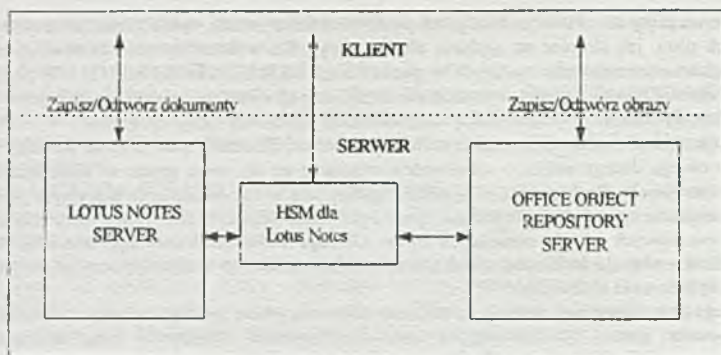 KLIENT
Zapisz/Odtwórz dokumenty
Zapisz/Odtwórz obrazy
SERWER
LOTUS NOTES
SERVER
HSM dla
Lotus Notes
OFFICE OBJECT
REPOSITORY
SERVER